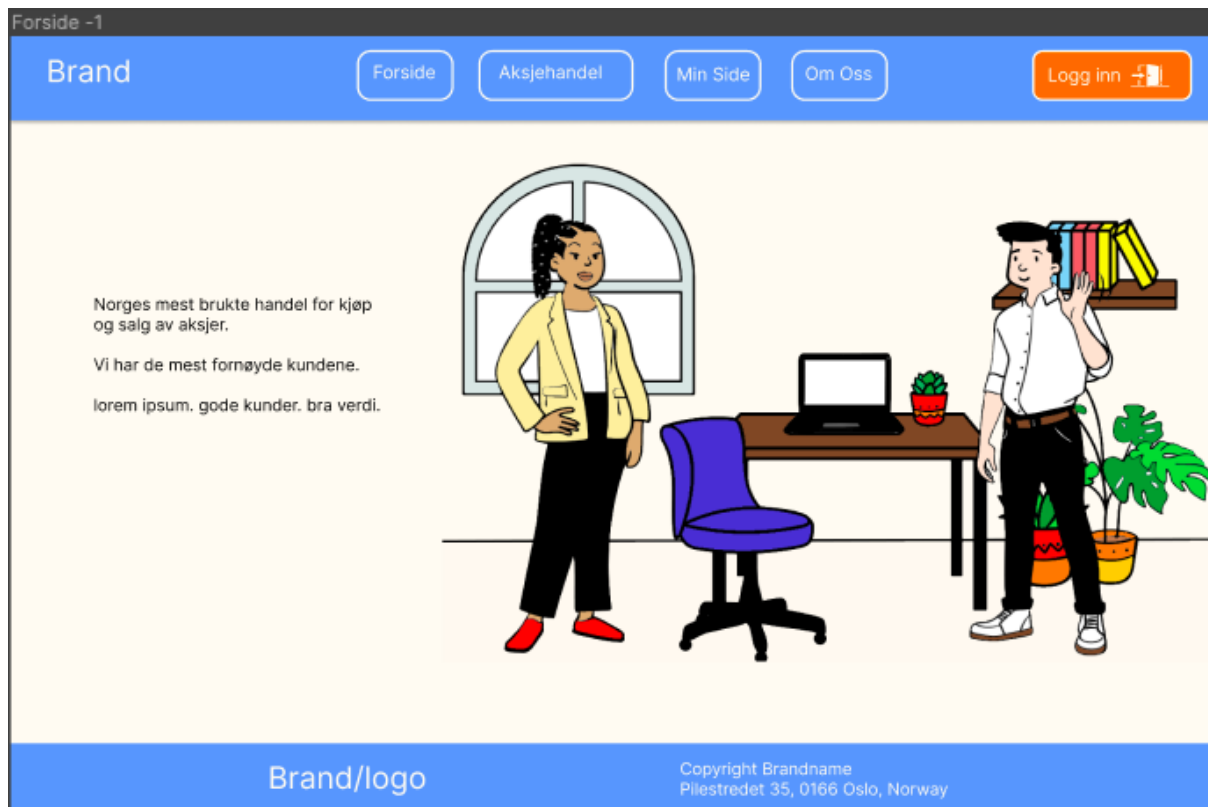 Forside -1
Brand
Forside
Aksjehandel
Min Side
Om Oss
Logg inn
Norges mest brukte handel for kjøp
og salg av aksjer.
Vi har de mest fornøyde kundene.
lorem ipsum. gode kunder. bra verdi.
Brand/logo
Copyright Brandname
Pilestredet 35, 0166 Oslo, Norway